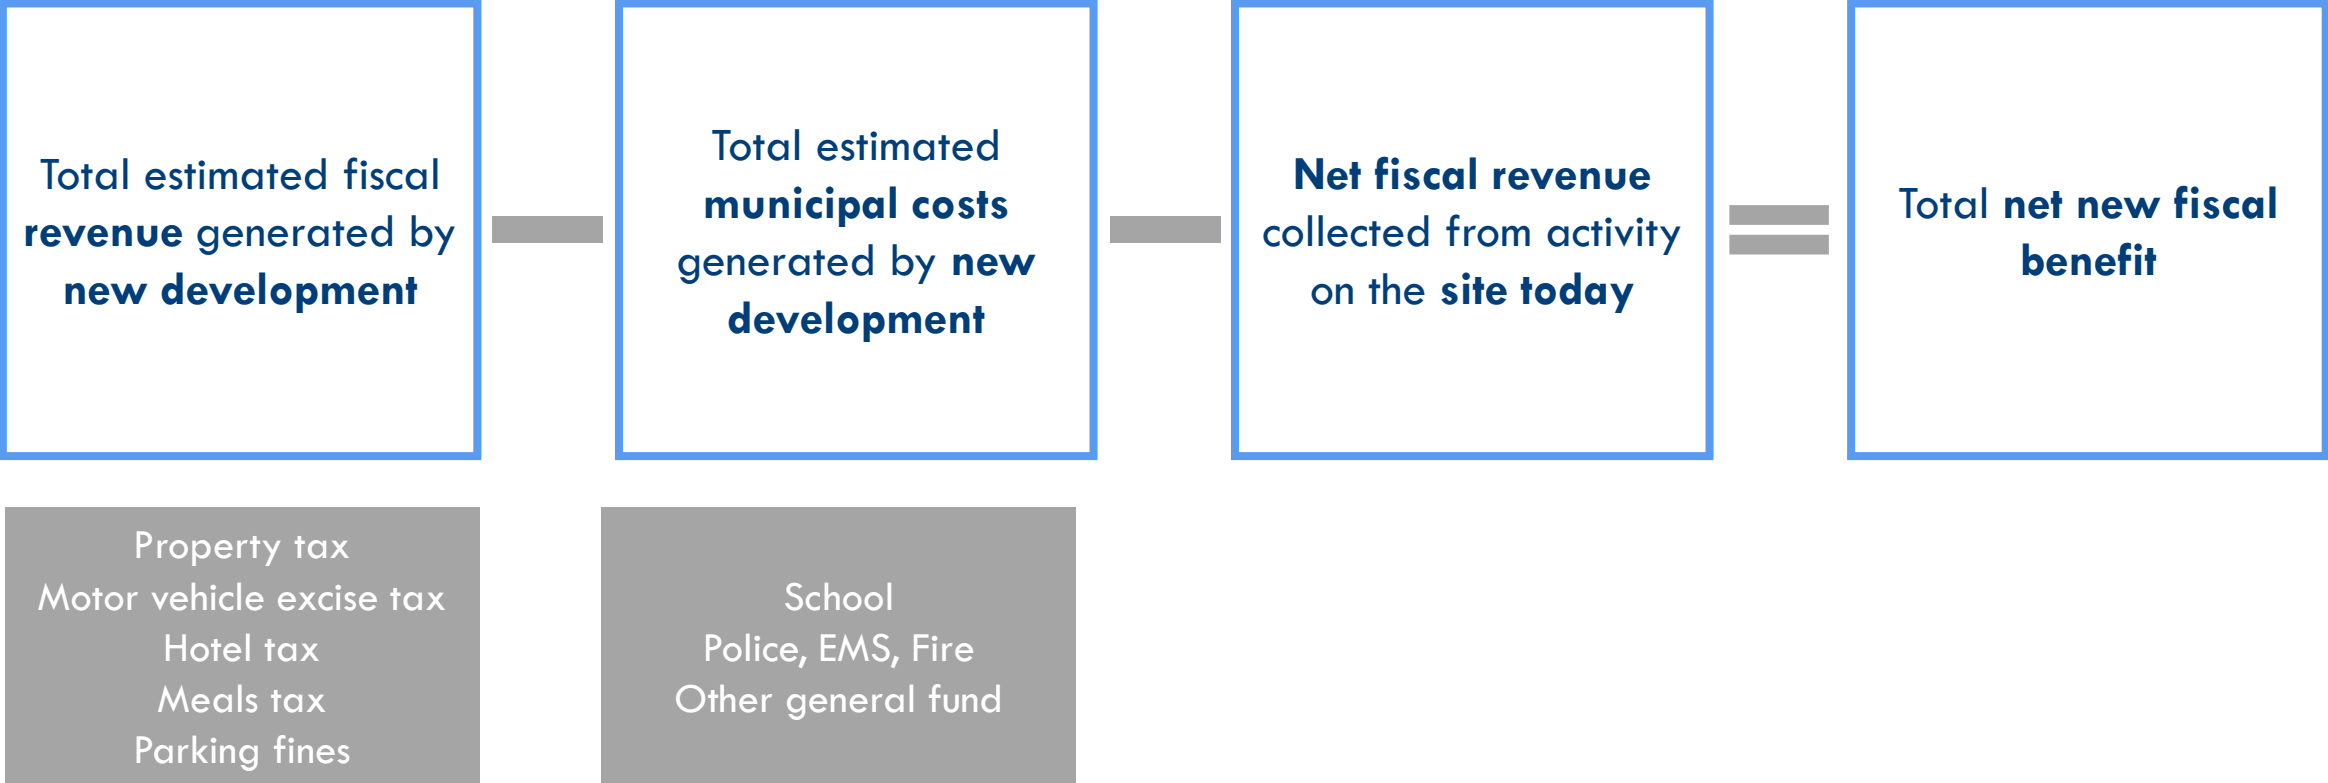 Total estimated fiscal
revenue generated by
new development
Total estimated
municipal costs
generated by new
development
Net fiscal revenue
collected from activity
on the site today
Total net new fiscal
benefit
Property tax
Motor vehicle excise tax
Hotel tax
Meals tax
Parking fines
School
Police, EMS, Fire
Other general fund